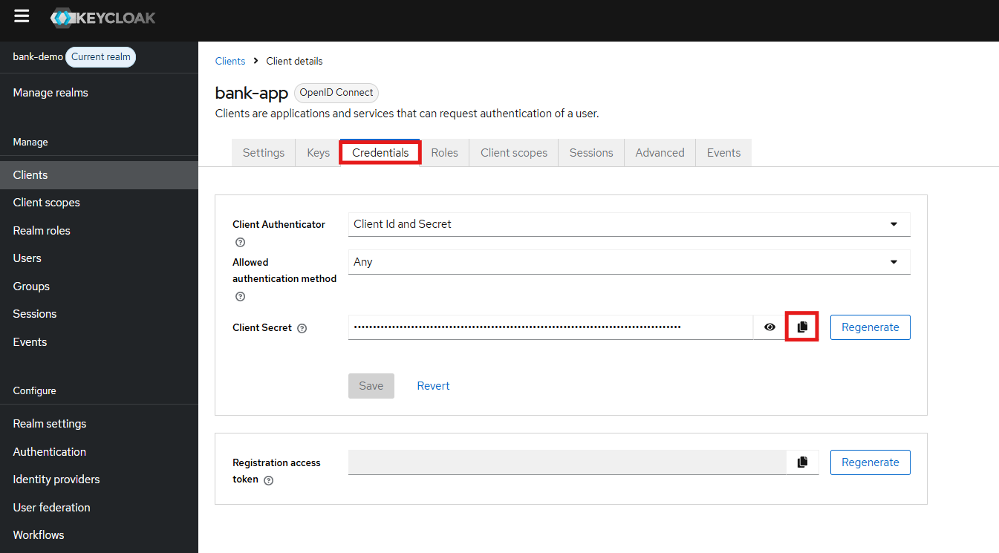 KEYCLOAK
bank-demo Current realm
Manage realms
Manage
Clients
Client scopes
Realm roles
Users
Groups
Sessions
Events
Configure
Realm settings
Authentication
Identity providers
User federation
Workflows
Clients > Client details
bank-app OpenID Connect
Clients are applications and services that can request authentication of a user.
Settings Keys Credentials Roles Client scopes Sessions Advanced Events
Client Authenticator Client Id and Secret
Allowed Any
authentication method
Client Secret Regenerate
Save Revert
Registration access Regenerate
token